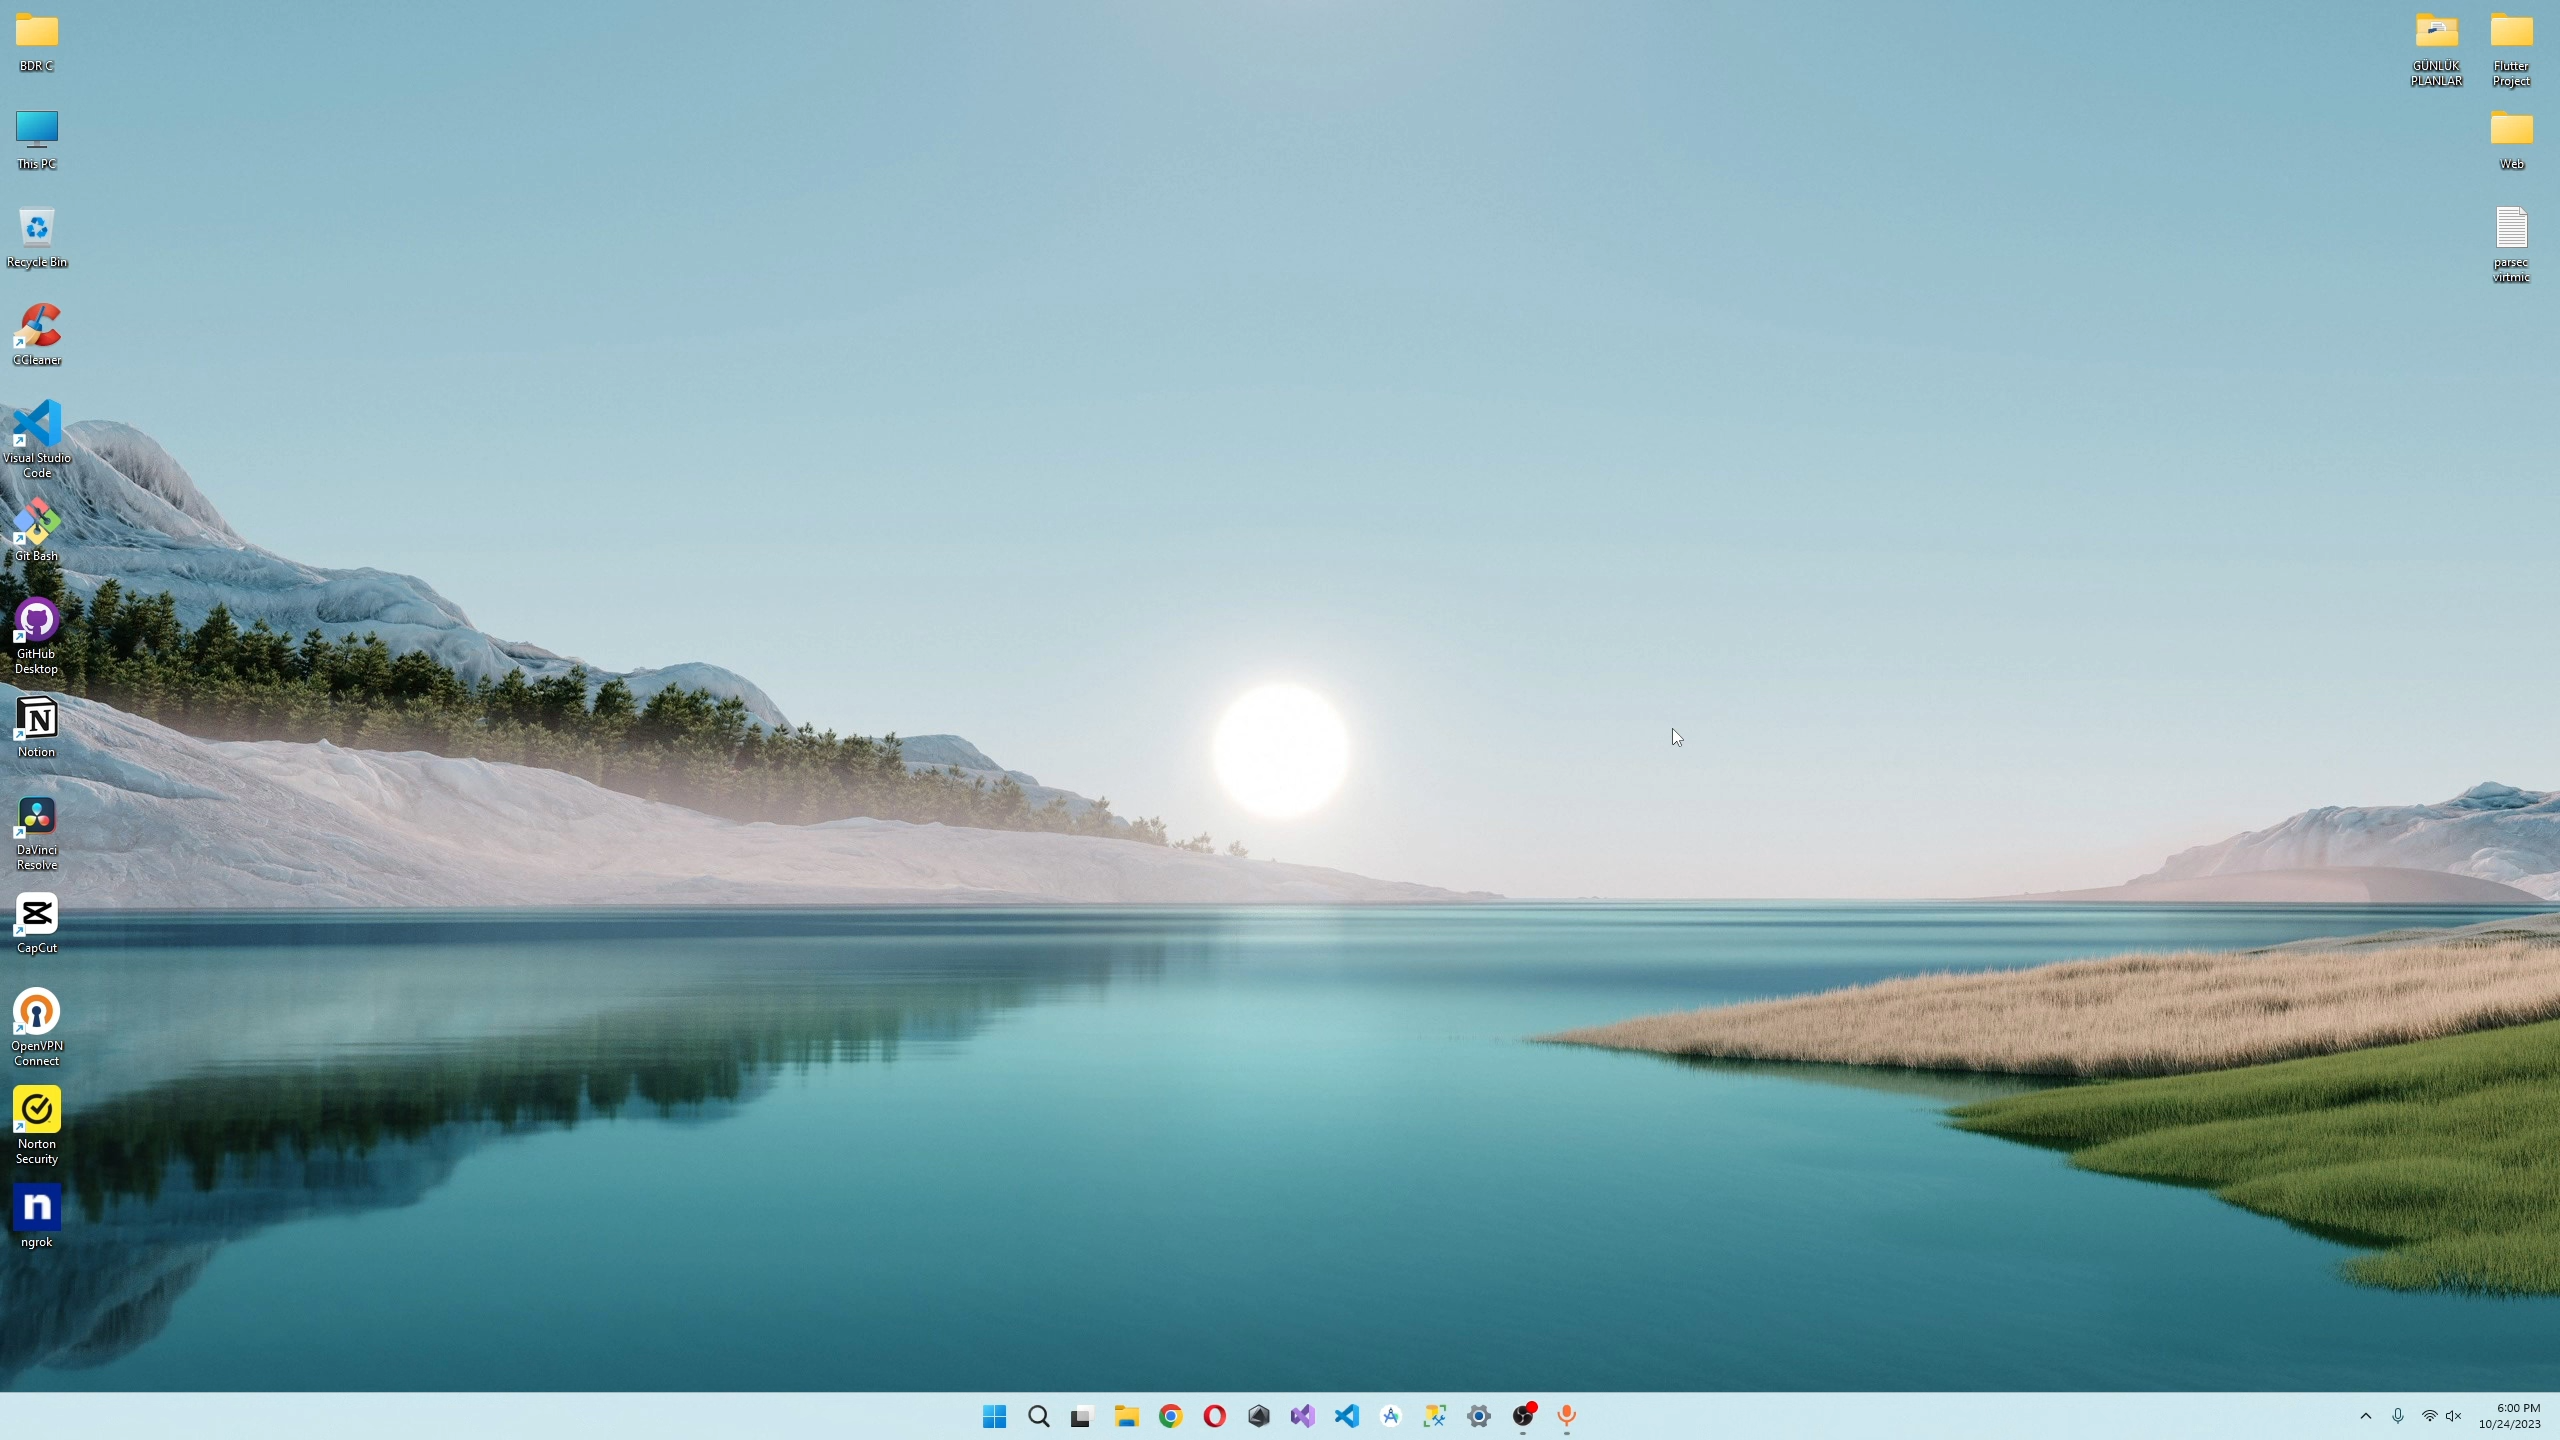 BDR C
This PC
Recycle Bin
CCleaner
Visual Studio
Code
Git Bash
GitHub
Desktop
Notion
DaVinci
Resolve
CapCut
OpenVPN
Connect
Norton
Security
ngrok
GÜNLÜK
PLANLAR
Flutter
Project
Web
parsec
virtmic
6:00 PM
10/24/2023